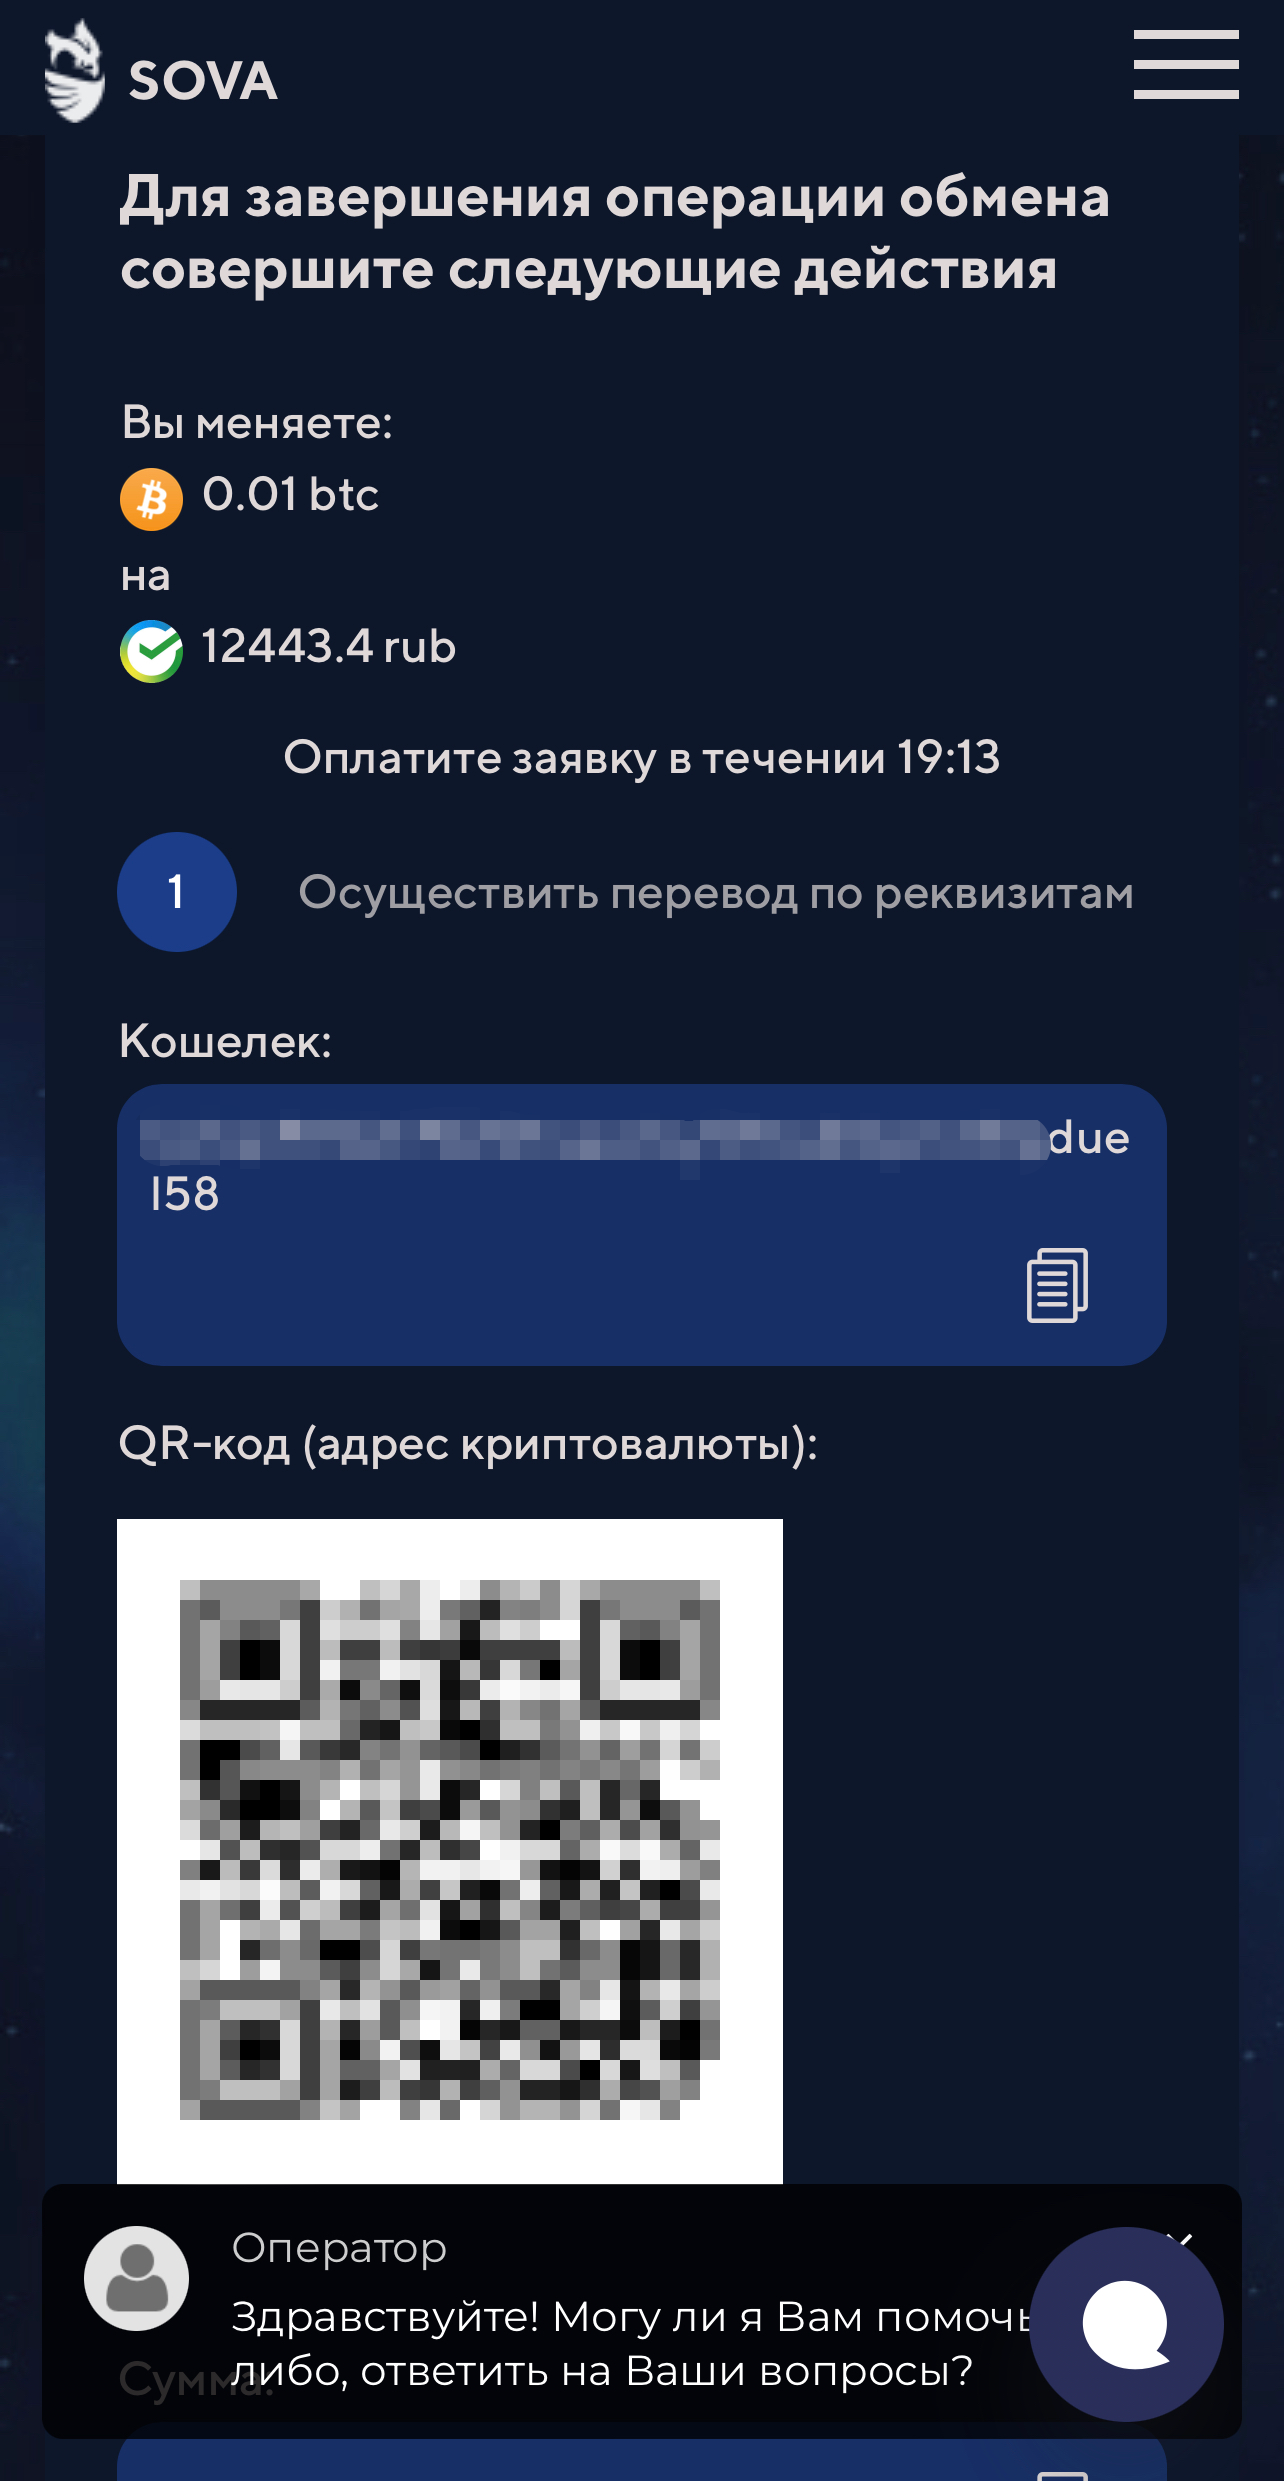 SOVA
Для завершения операции обмена
совершите следующие действия
Вы меняете:
0.01 btc
на
12443.4 rub
Оплатите заявку в течении 19:13
1
Осуществить перевод по реквизитам
Кошелек:
due
l58
QR-код (адрес криптовалюты):
Оператор
Здравствуйте! Могу ли я Вам помочь
либо, ответить на Ваши вопросы?
Сумма: